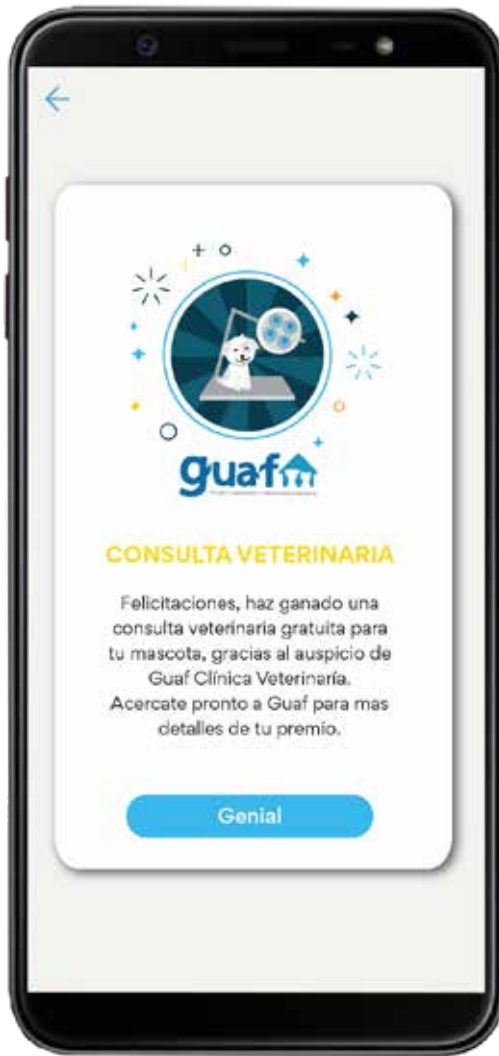 guaf
CONSULTA VETERINARIA
Felicitaciones, haz ganado una
consulta veterinaria gratuita para
tu mascota, gracias al auspicio de
Guaf Clínica Veterinaría.
Acercate pronto a Guaf para mas
detalles de tu premio.
Genial